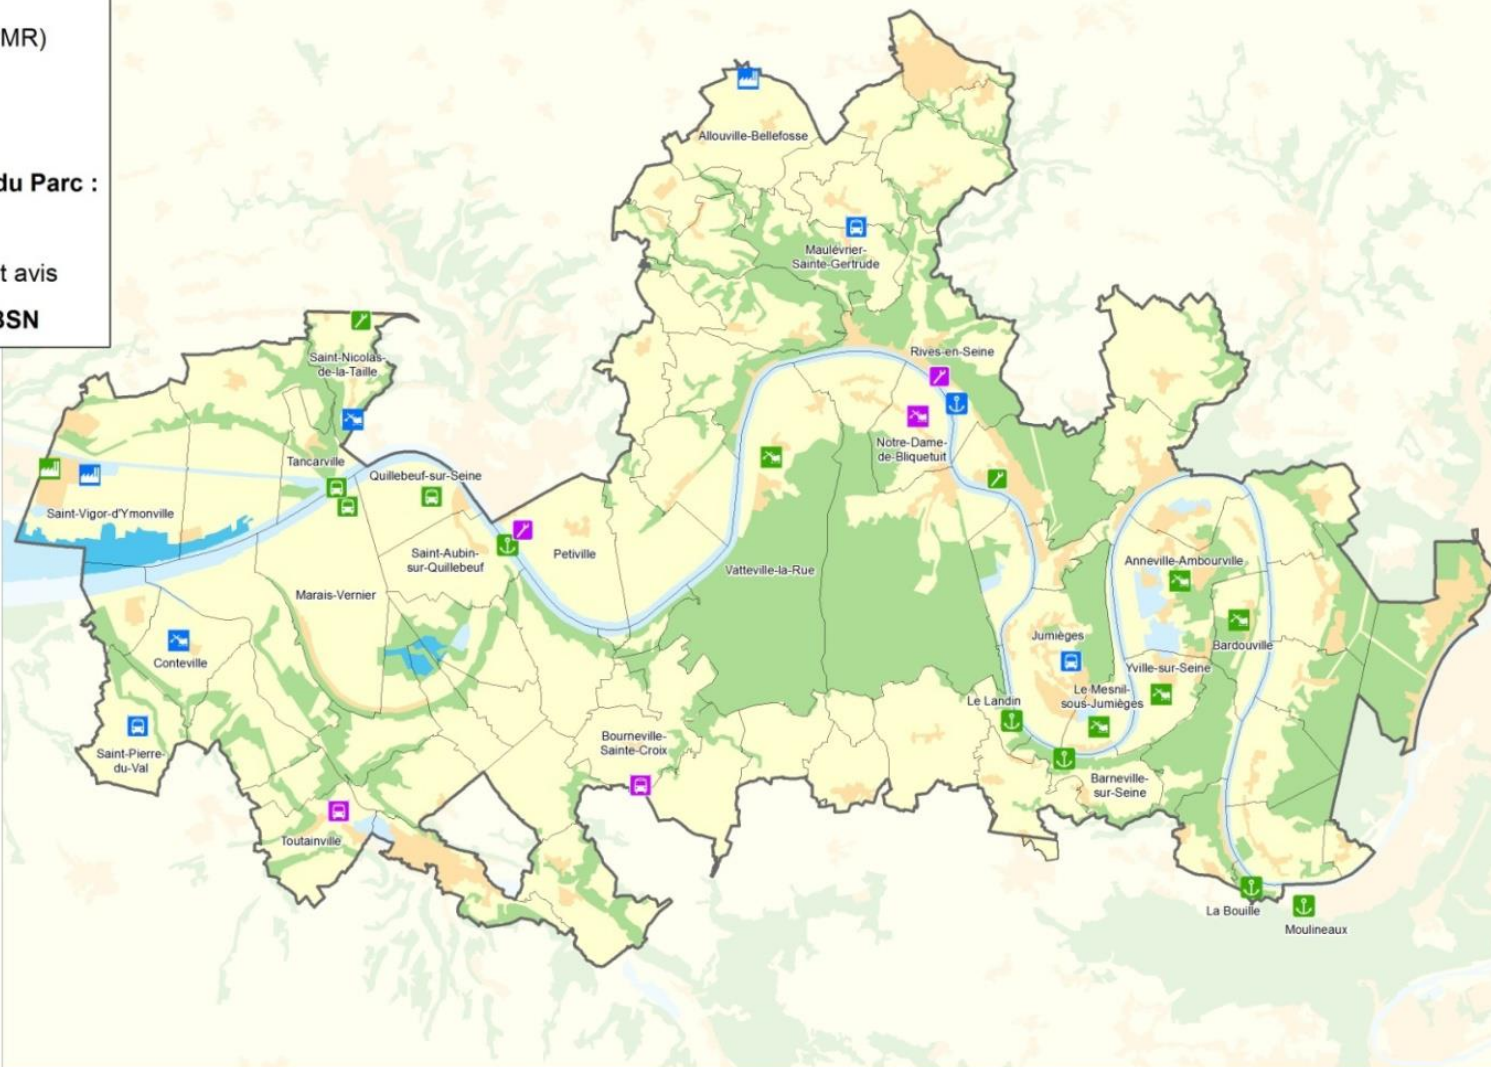 MR)
du Parc :
t avis
BSN
Allouville-Bellefosse
Maulévrier-
Sainte-Gertrude
Rives-en-Seine
Saint-Nicolas-
de-la-Taille
Notre-Dame-
de-Bliquetuit
Tancarville
Quillebeuf-sur-Seine
Saint-Vigor-d'Ymonville
Saint-Aubin-
sur-Quillebeuf
Petiville
Vatteville-la-Rue
Anneville-Ambourville
Marais-Vernier
Jumièges
Bardouville
Conteville
Yville-sur-Seine
Le Mesnil-
sous-Jumièges
Le Landin
Bourneville-
Sainte-Croix
Saint-Pierre-
du-Val
Barneville-
sur-Seine
Toutainville
La Bouille
Moulineaux